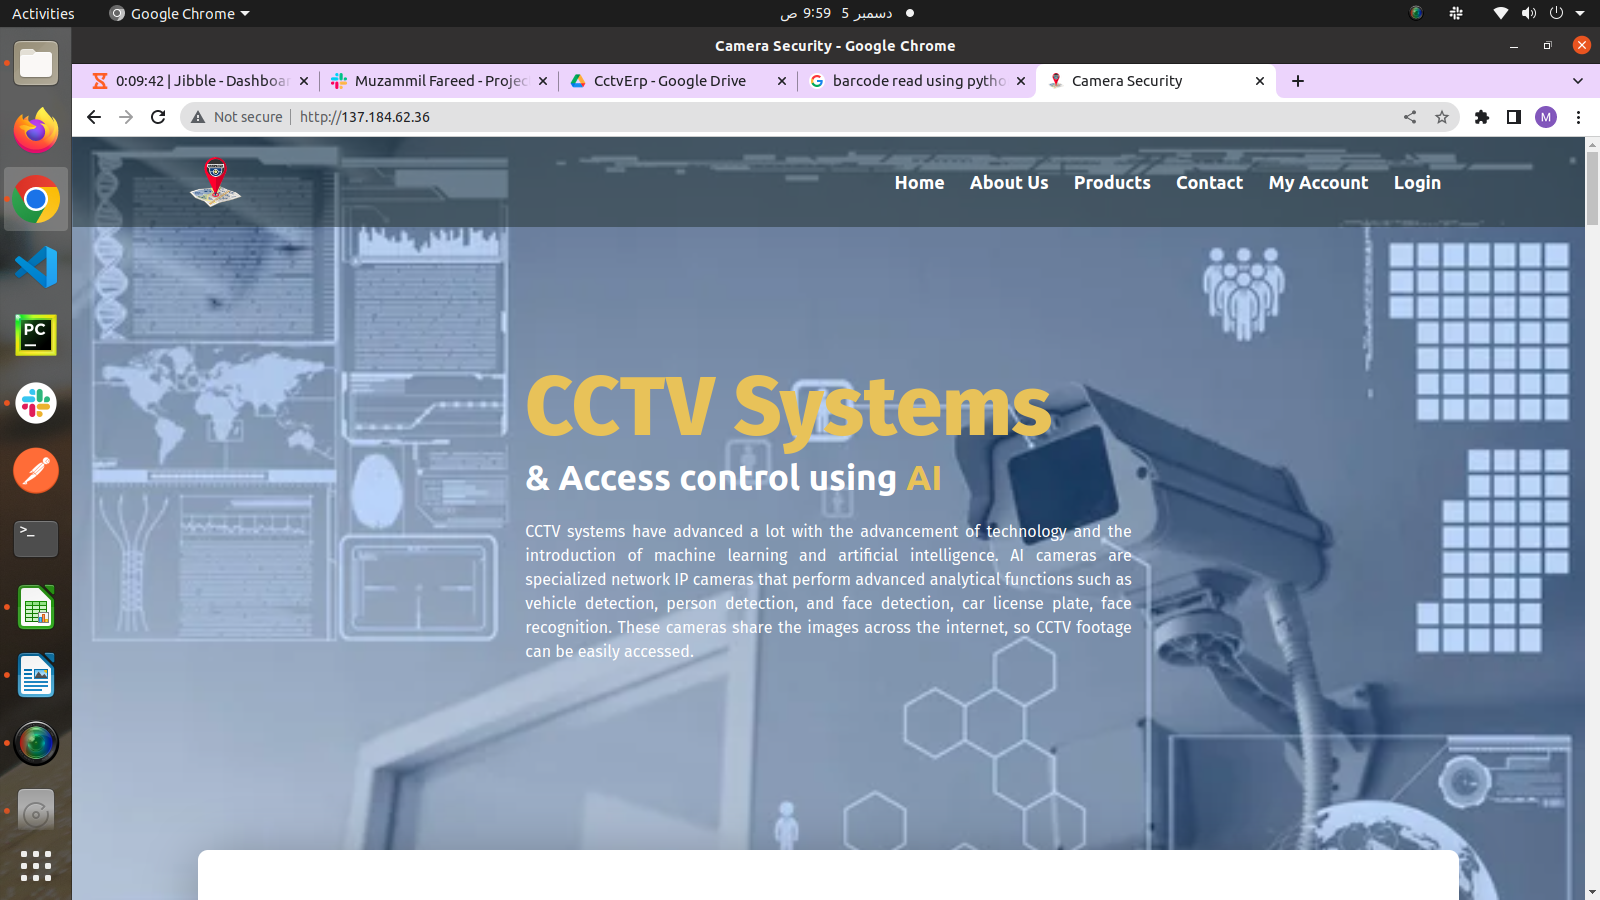 Activities
Google Chrome
دسمبر 5  9:59 ص
Camera Security - Google Chrome
0:09:42 | Jibble - Dashboar
Muzammil Fareed - Projec
CctvErp - Google Drive
barcode read using pytho
Camera Security
Not secure
http://137.184.62.36
M
Home
About Us
Products
Contact
My Account
Login
PC
CCTV Systems
& Access control using AI
CCTV systems have advanced a lot with the advancement of technology and the
introduction of machine learning and artificial intelligence. AI cameras are
specialized network IP cameras that perform advanced analytical functions such as
vehicle detection, person detection, and face detection, car license plate, face
recognition. These cameras share the images across the internet, so CCTV footage
can be easily accessed.